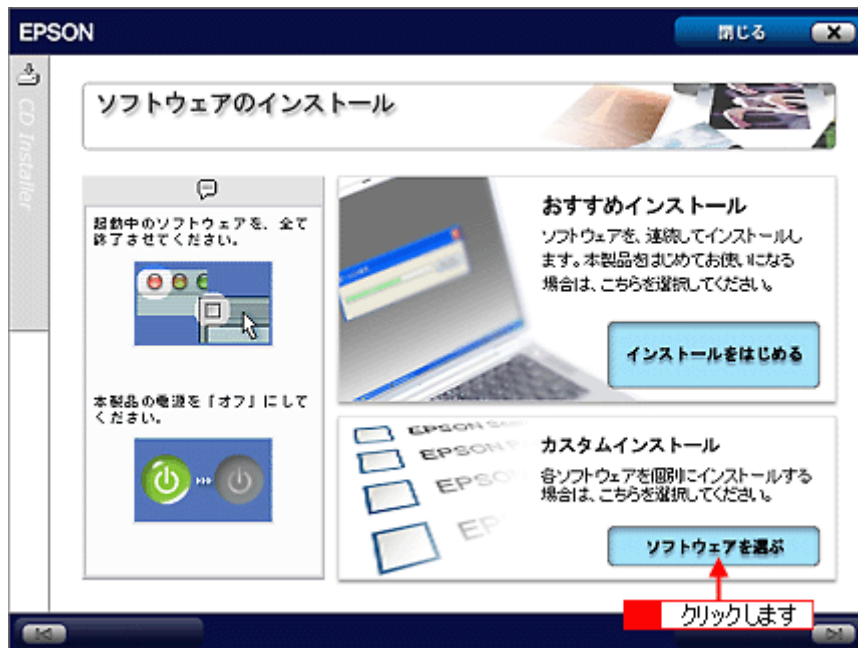 EPSON
閉じる
CD Installer
ソフトウェアのインストール
起動中のソフトウェアを、全て
終了させてください。
本製品の電源を「オフ」にして
ください。
おすすめインストール
ソフトウェアを、連続してインストールし
ます。本製品をはじめてお使いになる
場合は、こちらを選択してください。
インストールをはじめる
EPSON
EPSON
EPSO
EP
カスタムインストール
各ソフトウェアを個別にインストールする
場合は、こちらを選択してください。
ソフトウェアを選ぶ
クリックします